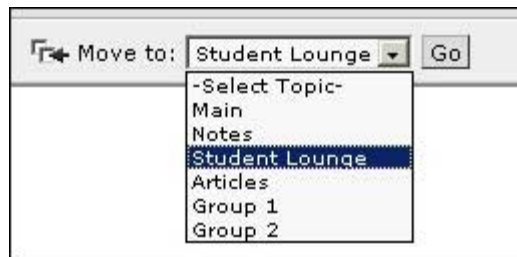 Move to: Student Lounge Go
-Select Topic-
Main
Notes
Student Lounge
Articles
Group 1
Group 2